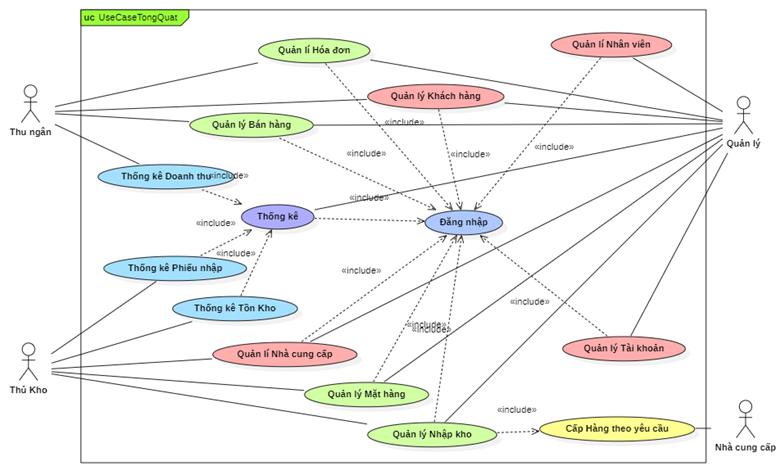 uc UseCaseTongQuat
Quản lí Hóa đơn
Quản lí Nhân viên
Thu ngân
Quản lý Khách hàng
Quản lý
Quản lý Bán hàng
«include»
«include»
«include»
«include»
Thống kê Doanh thu
«include»
Thống kê
Đăng nhập
«include»
«include»
Thống kê Phiếu nhập
«include»
«include»
Thống kê Tồn Kho
«include»
«include»
«include»
Quản lí Nhà cung cấp
Quản lý Tài khoản
Thủ Kho
Quản lý Mặt hàng
«include»
Quản lý Nhập kho
Cấp Hàng theo yêu cầu
Nhà cung cấp